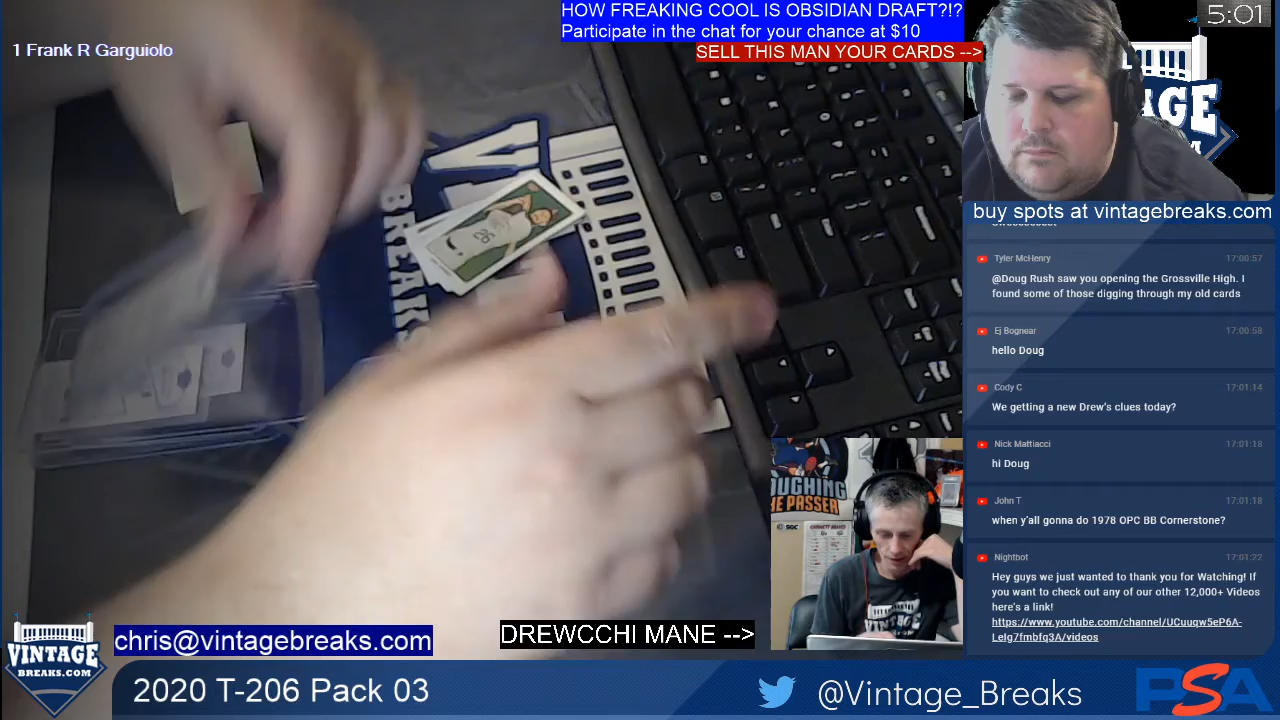 HOW FREAKING COOL IS OBSIDIAN DRAFT?!?
Participate in the chat for your chance at $10
SELL THIS MAN YOUR CARDS -->
5:01
1 Frank R Garguiolo
buy spots at vintagebreaks.com
Tyler McHenry 17:00:57
@Doug Rush saw you opening the Grossville High. I
found some of those digging through my old cards
Ej Bognear 17:00:58
hello Doug
Cody C 17:01:14
We getting a new Drew's clues today?
Nick Mattiacci 17:01:18
hi Doug
John T 17:01:18
when y'all gonna do 1978 OPC BB Cornerstone?
Nightbot 17:01:22
Hey guys we just wanted to thank you for Watching! If
you want to check out any of our other 12,000+ Videos
here's a link!
https://www.youtube.com/channel/UCuuqw5eP6A-
LeIg7fmbfq3A/videos
BREAKS
THE PASSER
SGC
VINTAGE
BREAKS.COM
chris@vintagebreaks.com
DREWCCHI MANE -->
2020 T-206 Pack 03
@Vintage_Breaks
PSA